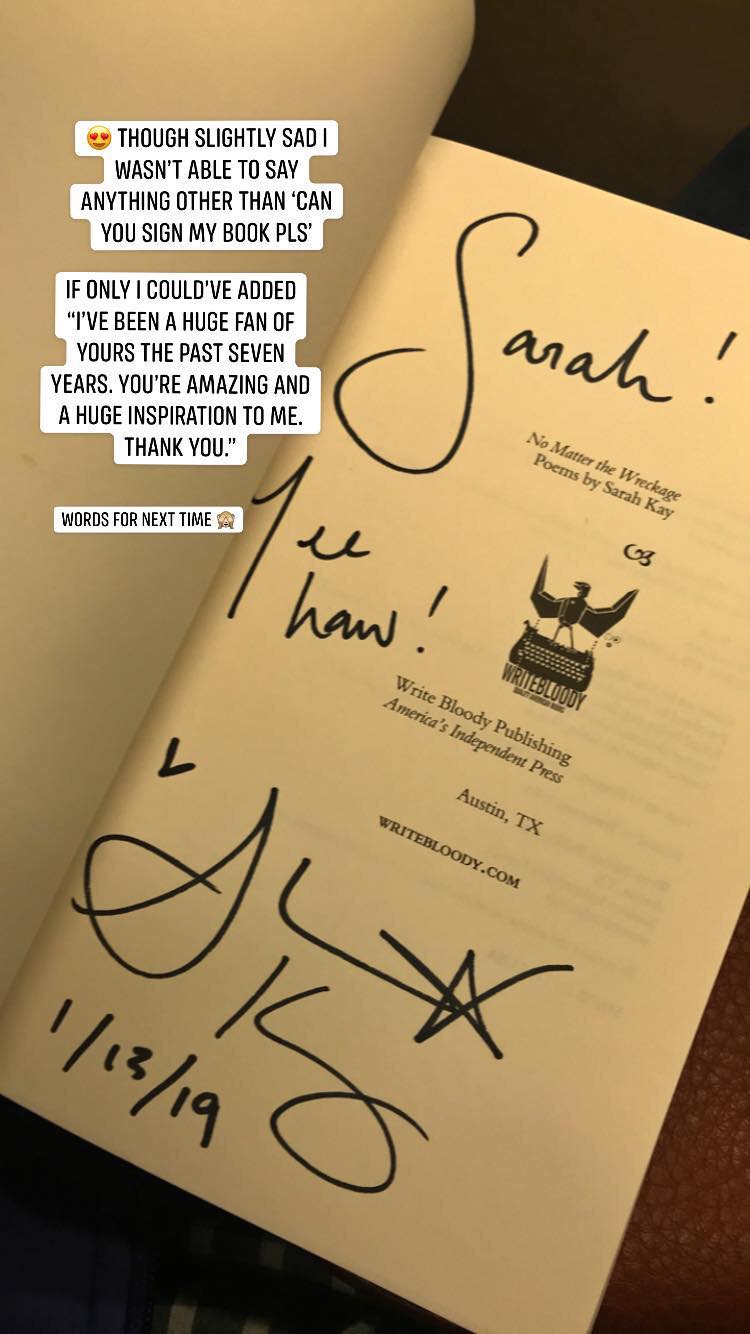 😍 THOUGH SLIGHTLY SAD I
WASN'T ABLE TO SAY
ANYTHING OTHER THAN ‘CAN
YOU SIGN MY BOOK PLS’
IF ONLY I COULD'VE ADDED
“I'VE BEEN A HUGE FAN OF
YOURS THE PAST SEVEN
YEARS. YOU'RE AMAZING AND
A HUGE INSPIRATION TO ME.
THANK YOU.”
WORDS FOR NEXT TIME 🙈
Sarah!
No Matter the Wreckage
Poems by Sarah Kay
Yee
haw!
WRITEBLOODY
QUALITY AMERICAN BOOKS
Write Bloody Publishing
America's Independent Press
Austin, TX
WRITEBLOODY.COM
1/13/19